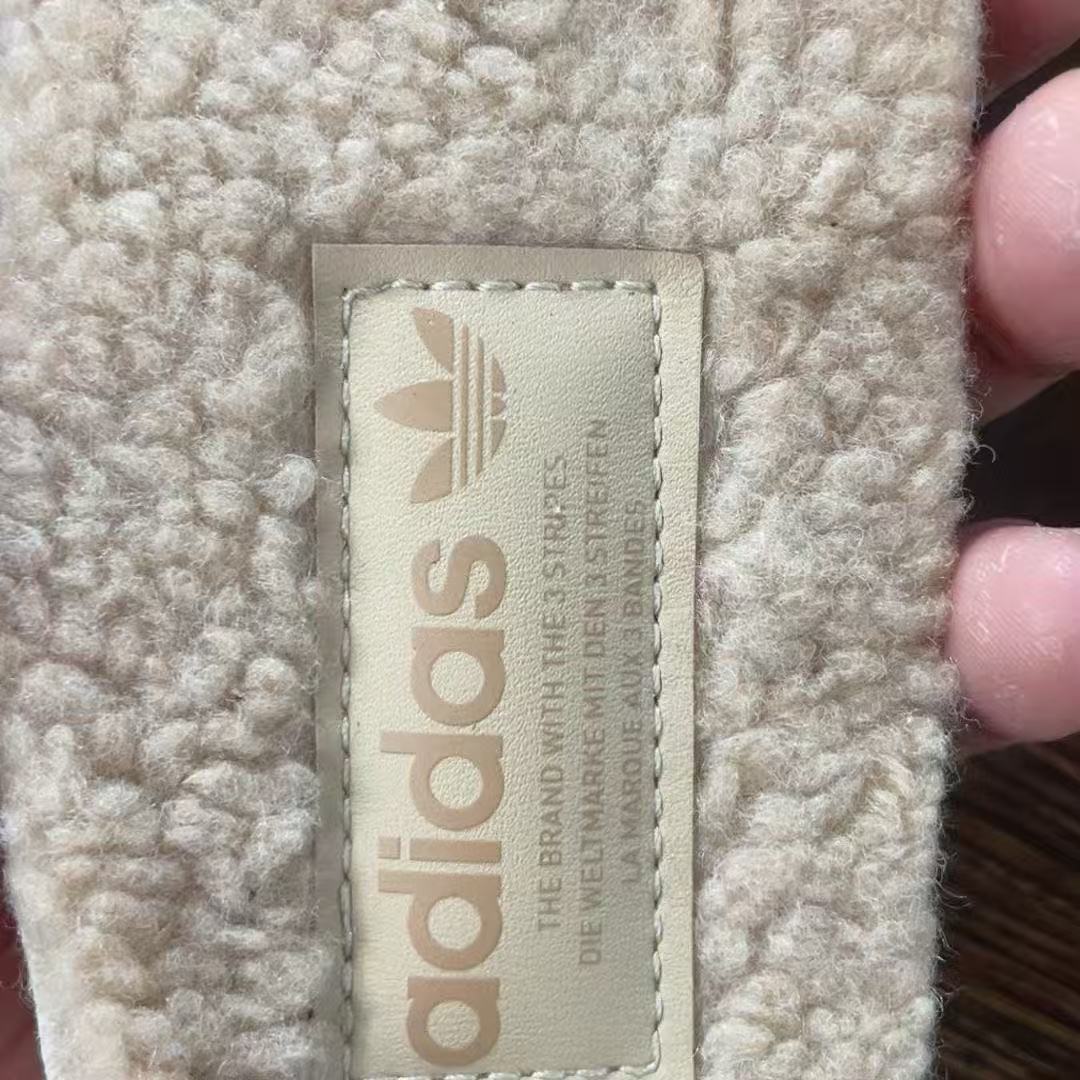 adidas
THE BRAND WITH THE 3 STRIPES
DIE WELTMARKE MIT DEN 3 STREIFEN
LA MARQUE AUX 3 BANDES